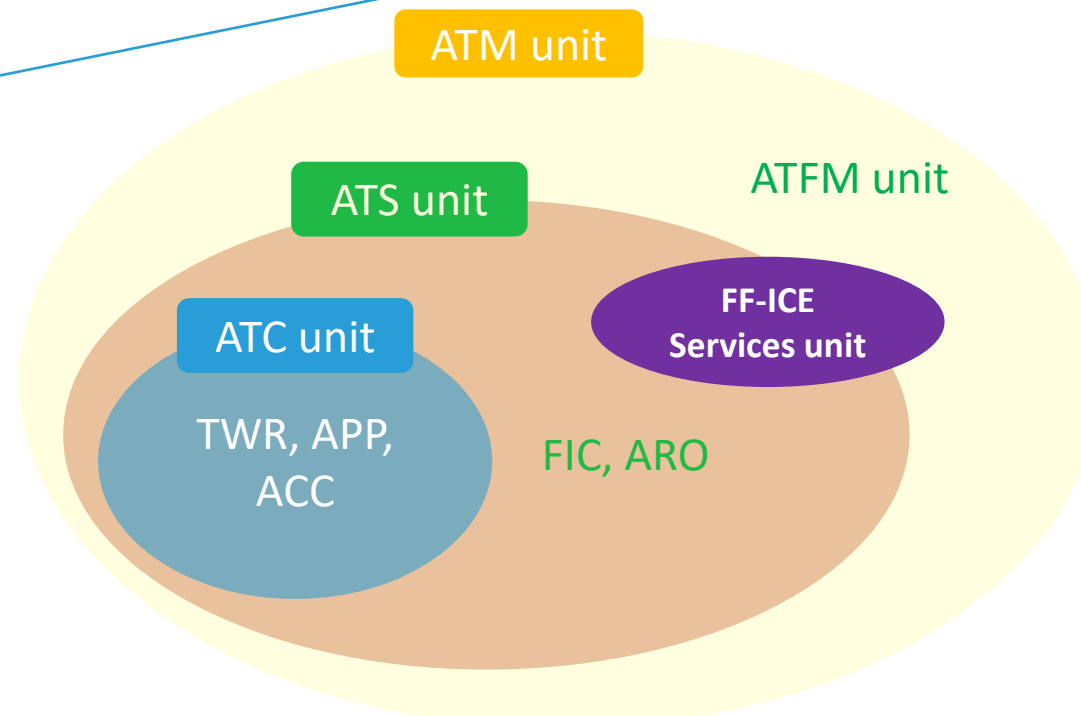 ATM unit
ATFM unit
ATS unit
FF-ICE
Services unit
ATC unit
TWR, APP,
ACC
FIC, ARO